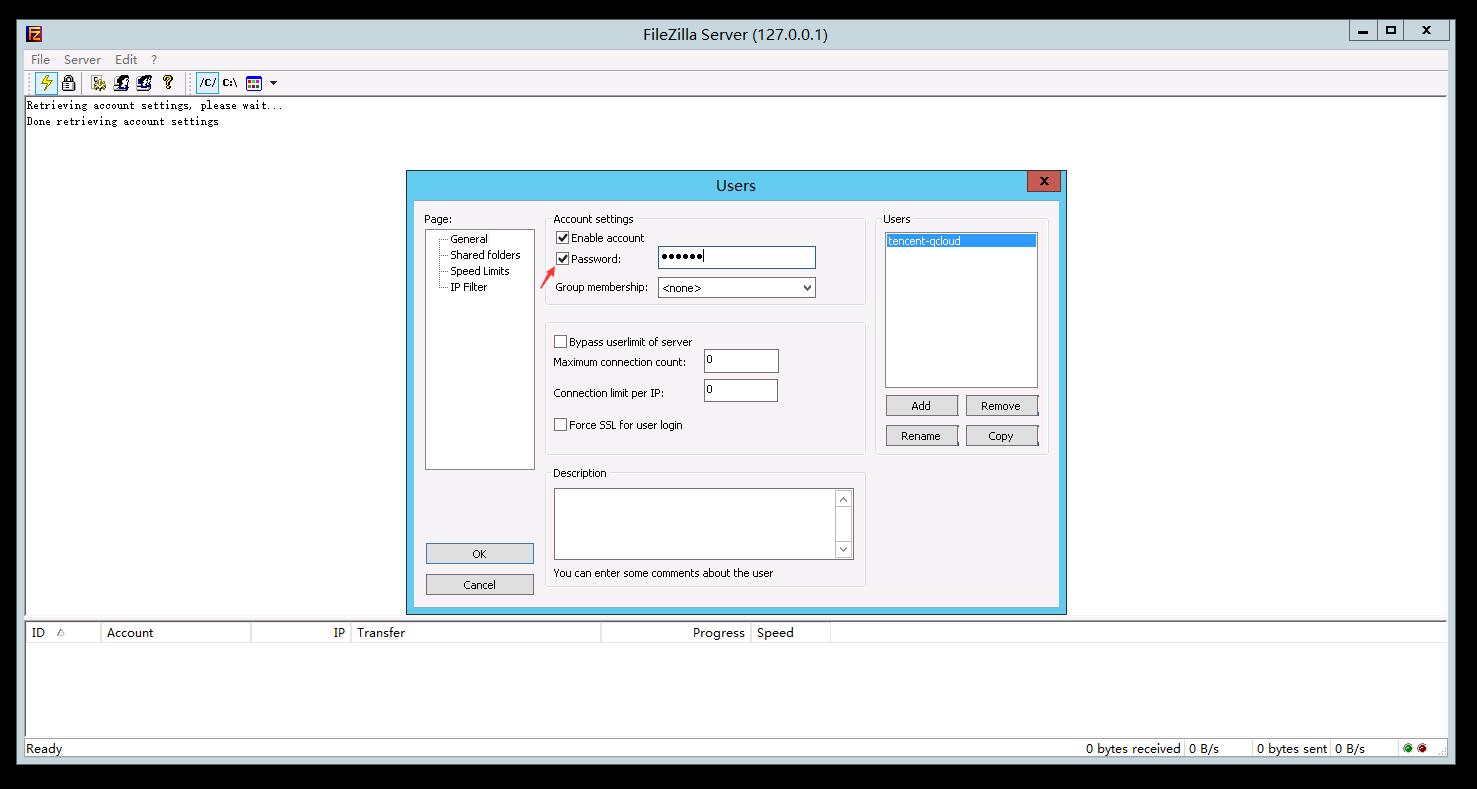 FileZilla Server (127.0.0.1)
File Server Edit ?
/C/ C:\
Retrieving account settings, please wait...
Done retrieving account settings
Users
Page:
General
Shared folders
Speed Limits
IP Filter
OK
Cancel
Account settings
Enable account
Password: ●●●●●●
Group membership: <none>
Bypass userlimit of server
Maximum connection count: 0
Connection limit per IP: 0
Force SSL for user login
Description
You can enter some comments about the user
Users
tencent-qcloud
Add Remove
Rename Copy
ID Account IP Transfer Progress Speed
Ready 0 bytes received 0 B/s 0 bytes sent 0 B/s